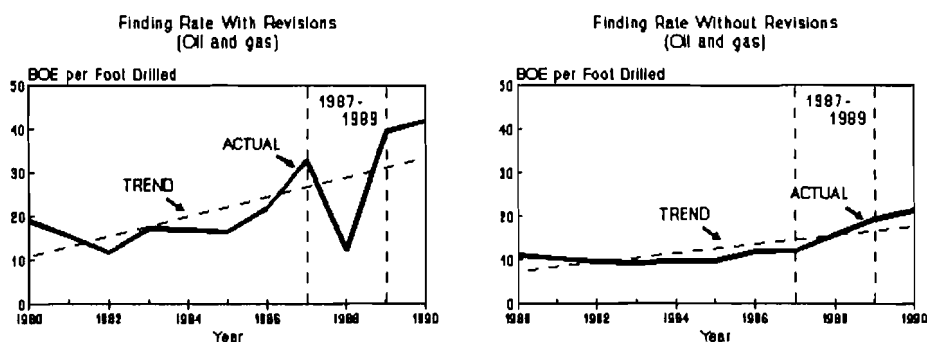 Finding Rate With Revisions
(Oil and gas)
BOE per Foot Drilled
50
40
30
20
10
0
1987-
1989
ACTUAL
TREND
1980
1982
1984
1986
1988
1990
Year
Finding Rate Without Revisions
(Oil and gas)
BOE per Foot Drilled
50
40
30
20
10
0
1987-
1989
ACTUAL
TREND
1980
1982
1984
1986
1988
1990
Year